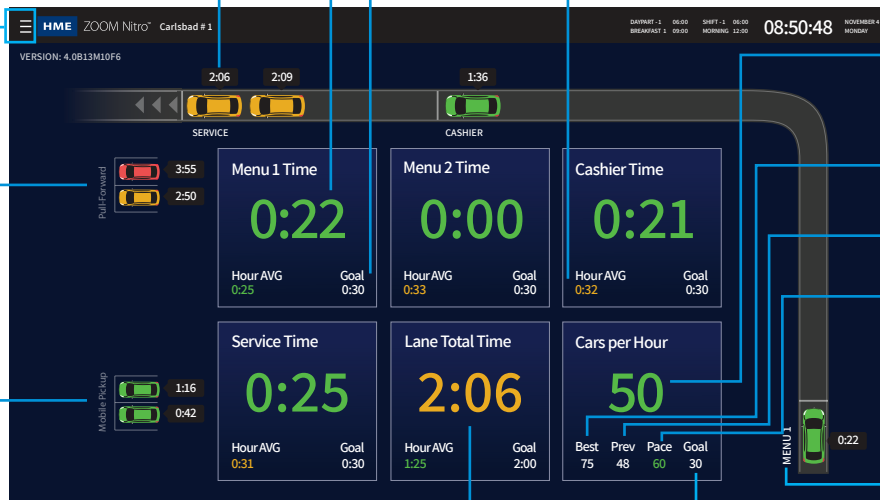 HME ZOOM Nitro™ Carlsbad # 1
DAYPART - 1 06:00 SHIFT - 1 06:00
BREAKFAST 1 09:00 MORNING 12:00
08:50:48
NOVEMBER 4
MONDAY
VERSION: 4.0B13M10F6
2:06 2:09 1:36
SERVICE CASHIER
Pull-Forward
3:55
2:50
Menu 1 Time
0:22
Hour AVG Goal
0:25 0:30
Menu 2 Time
0:00
Hour AVG Goal
0:33 0:30
Cashier Time
0:21
Hour AVG Goal
0:32 0:30
Mobile Pickup
1:16
0:42
Service Time
0:25
Hour AVG Goal
0:31 0:30
Lane Total Time
2:06
Hour AVG Goal
1:25 2:00
Cars per Hour
50
Best Prev Pace Goal
75 48 60 30
MENU 1
0:22